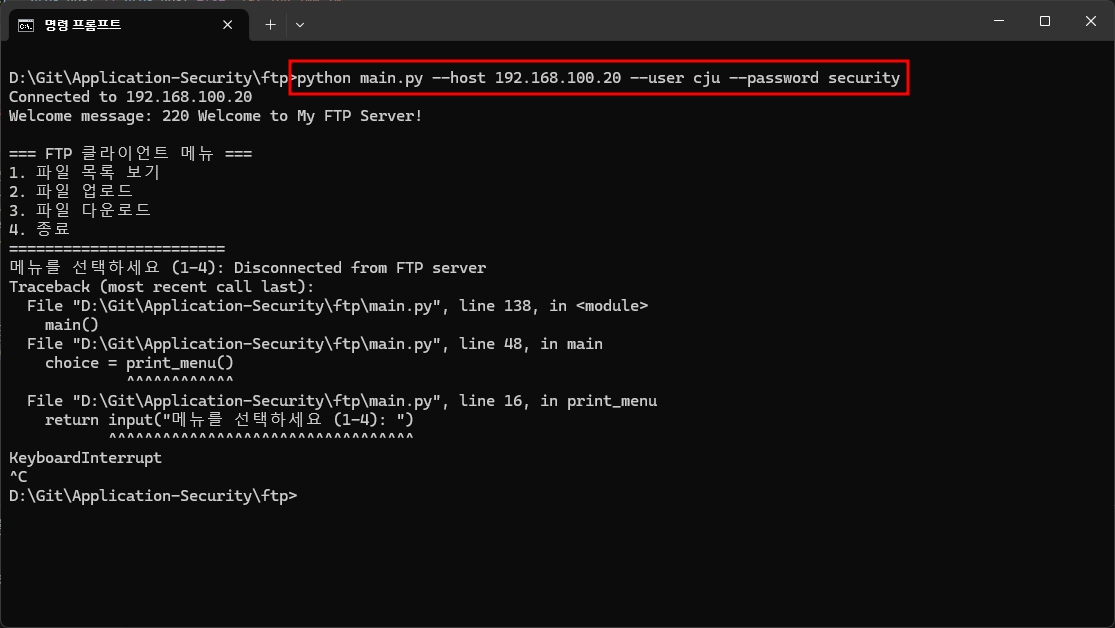 명령 프롬프트
D:\Git\Application-Security\ftp>python main.py --host 192.168.100.20 --user cju --password security
Connected to 192.168.100.20
Welcome message: 220 Welcome to My FTP Server!
=== FTP 클라이언트 메뉴 ===
1. 파일 목록 보기
2. 파일 업로드
3. 파일 다운로드
4. 종료
========================
메뉴를 선택하세요 (1-4): Disconnected from FTP server
Traceback (most recent call last):
  File "D:\Git\Application-Security\ftp\main.py", line 138, in <module>
    main()
  File "D:\Git\Application-Security\ftp\main.py", line 48, in main
    choice = print_menu()
             ^^^^^^^^^^^^
  File "D:\Git\Application-Security\ftp\main.py", line 16, in print_menu
    return input("메뉴를 선택하세요 (1-4): ")
           ^^^^^^^^^^^^^^^^^^^^^^^^^^^^^^^^^^
KeyboardInterrupt
^C
D:\Git\Application-Security\ftp>